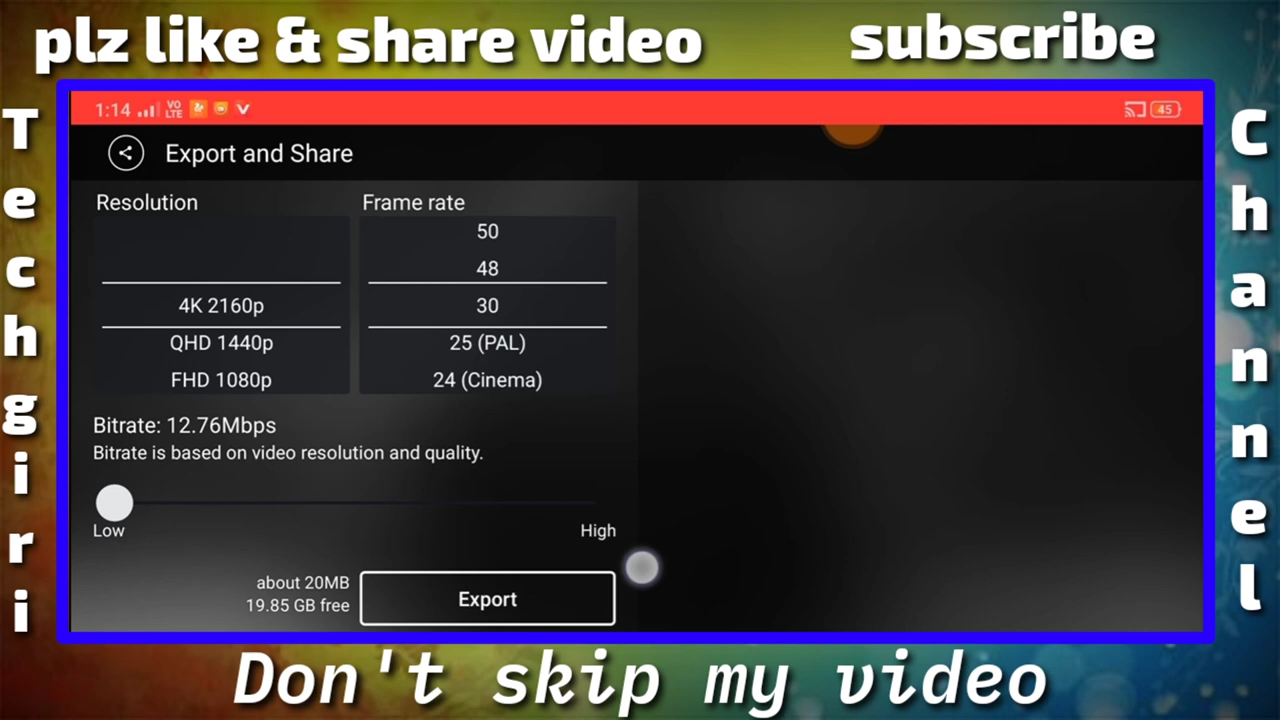 plz like & share video
subscribe
Techgiri
Channel
1:14
VO LTE
45
Export and Share
Resolution
Frame rate
50
48
4K 2160p
30
QHD 1440p
25 (PAL)
FHD 1080p
24 (Cinema)
Bitrate: 12.76Mbps
Bitrate is based on video resolution and quality.
Low
High
about 20MB
19.85 GB free
Export
Don't skip my video